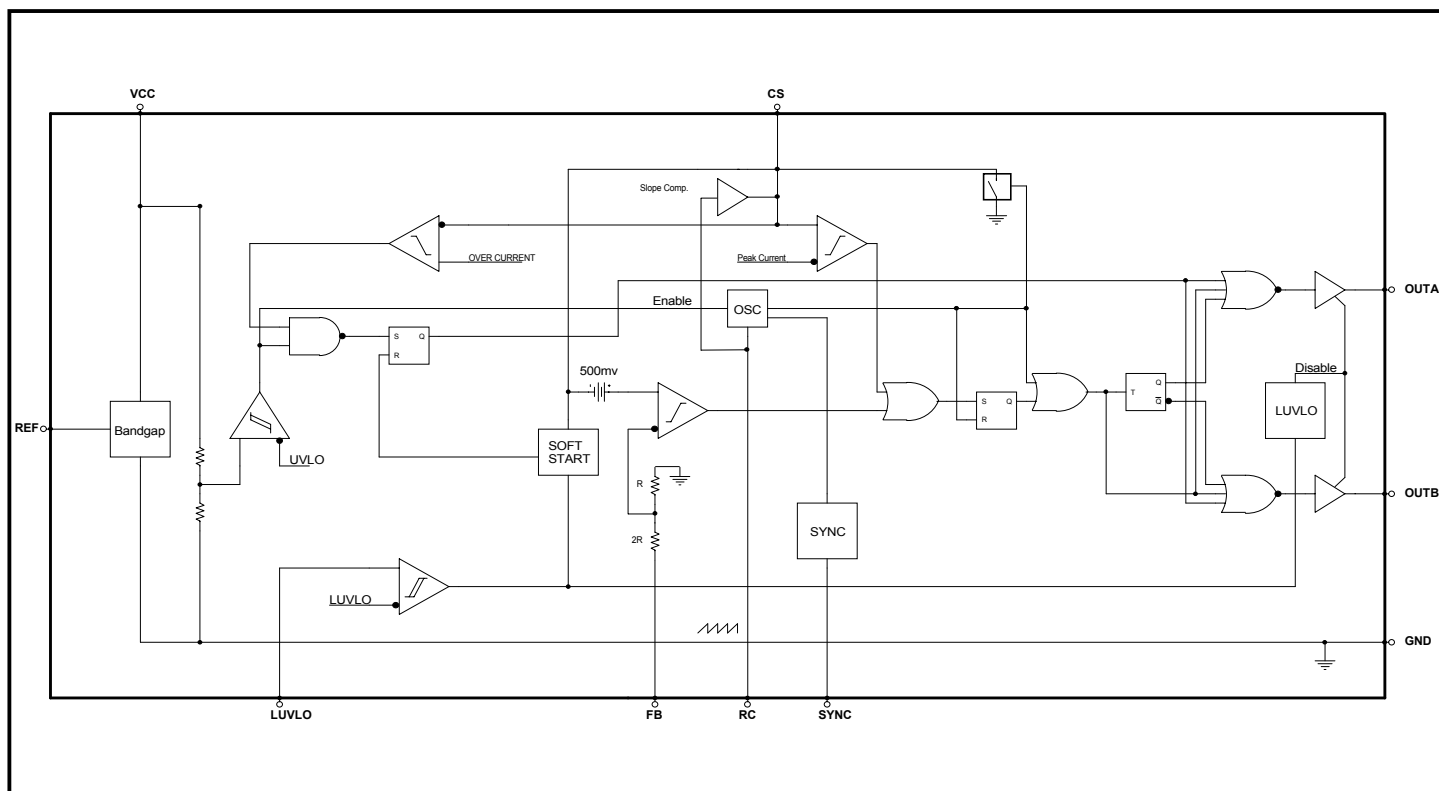 VCC
CS
Slope Comp.
OVER CURRENT
Peak Current
OUTA
Enable
OSC
S
Q
R
500mv
Disable
Q
T
Q
S
Q
R
LUVLO
REF
Bandgap
UVLO
SOFT
START
R
OUTB
SYNC
2R
LUVLO
GND
LUVLO
FB
RC
SYNC